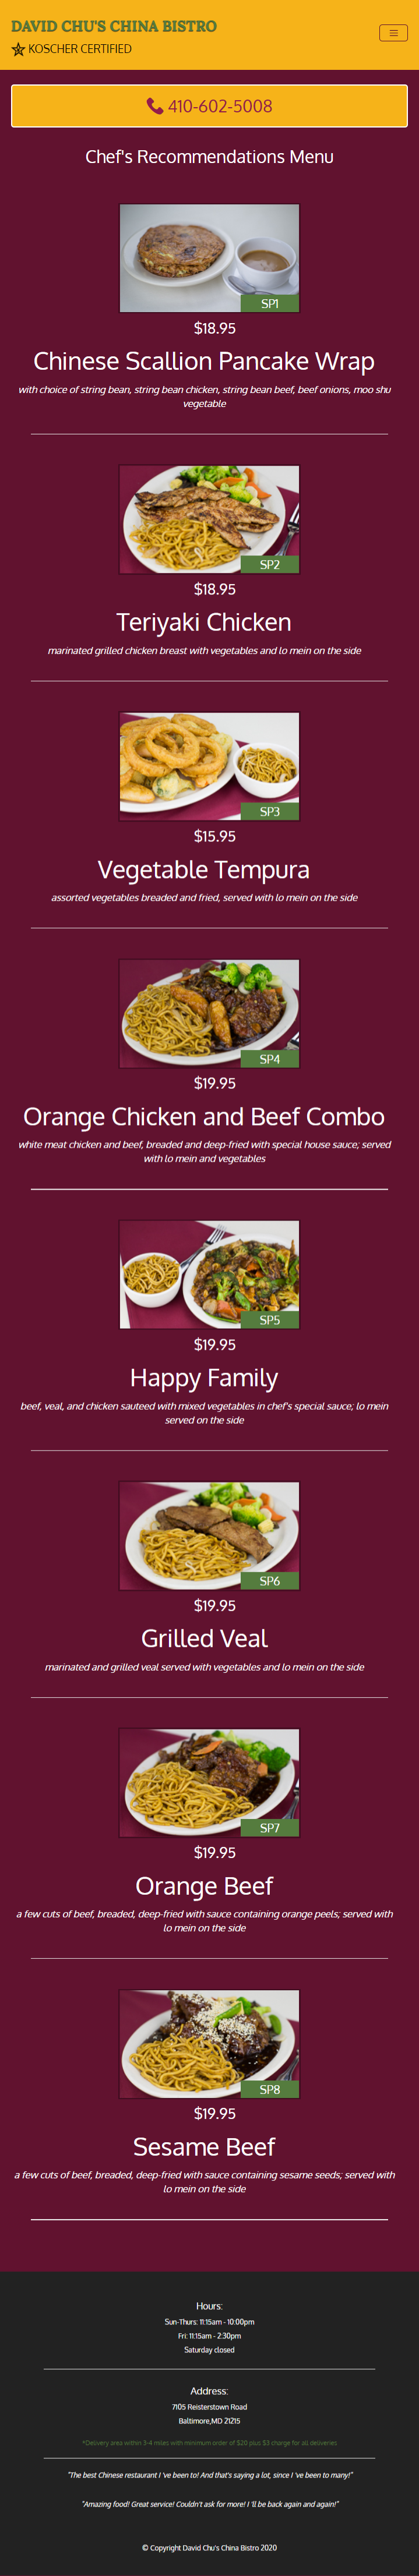 DAVID CHU'S CHINA BISTRO
KOSCHER CERTIFIED
410-602-5008
Chef's Recommendations Menu
SP1
$18.95
Chinese Scallion Pancake Wrap
with choice of string bean, string bean chicken, string bean beef, beef onions, moo shu
vegetable
SP2
$18.95
Teriyaki Chicken
marinated grilled chicken breast with vegetables and lo mein on the side
SP3
$15.95
Vegetable Tempura
assorted vegetables breaded and fried, served with lo mein on the side
SP4
$19.95
Orange Chicken and Beef Combo
white meat chicken and beef, breaded and deep-fried with special house sauce; served
with lo mein and vegetables
SP5
$19.95
Happy Family
beef, veal, and chicken sauteed with mixed vegetables in chef's special sauce; lo mein
served on the side
SP6
$19.95
Grilled Veal
marinated and grilled veal served with vegetables and lo mein on the side
SP7
$19.95
Orange Beef
a few cuts of beef, breaded, deep-fried with sauce containing orange peels; served with
lo mein on the side
SP8
$19.95
Sesame Beef
a few cuts of beef, breaded, deep-fried with sauce containing sesame seeds; served with
lo mein on the side
Hours:
Sun-Thurs: 11:15am - 10:00pm
Fri: 11:15am - 2:30pm
Saturday closed
Address:
7105 Reisterstown Road
Baltimore,MD 21215
*Delivery area within 3-4 miles with minimum order of $20 plus $3 charge for all deliveries
"The best Chinese restaurant I 've been to! And that's saying a lot, since I 've been to many!"
"Amazing food! Great service! Couldn't ask for more! I 'll be back again and again!"
© Copyright David Chu's China Bistro 2020